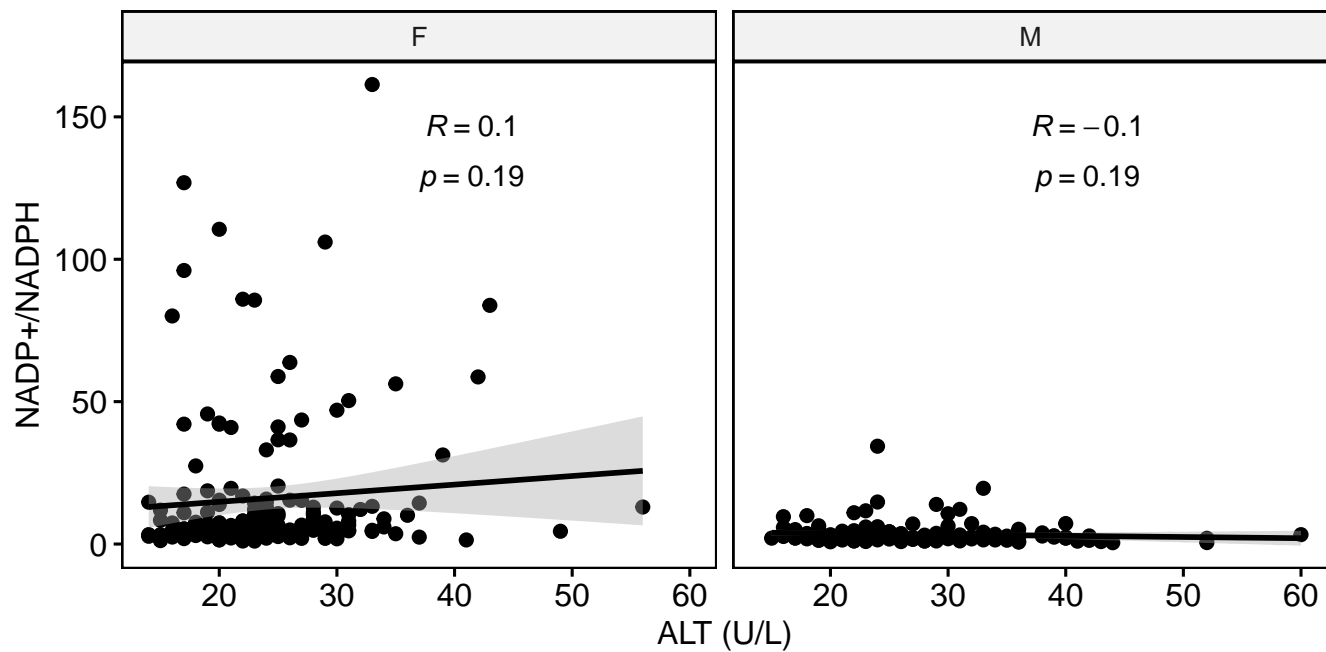 F
M
R = 0.1
p = 0.19
R = −0.1
p = 0.19
NADP+/NADPH
150
100
50
0
20 30 40 50 60
20 30 40 50 60
ALT (U/L)